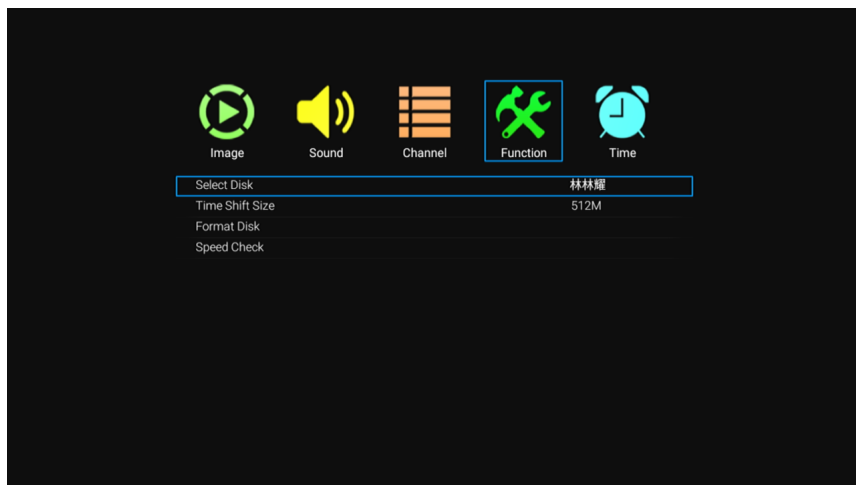 Image Sound Channel Function Time
Select Disk 林林耀
Time Shift Size 512M
Format Disk
Speed Check